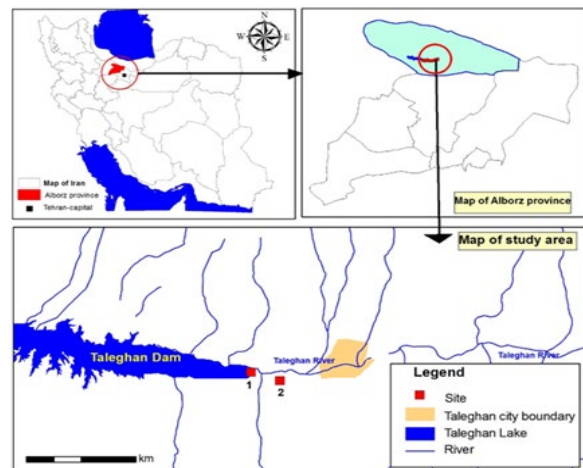 N
W
E
S
Map of Iran
Alborz province
Tehran-capital
Map of Alborz province
Map of study area
Taleghan Dam
Taleghan River
Taleghan River
1
2
km
Legend
Site
Taleghan city boundary
Taleghan Lake
River